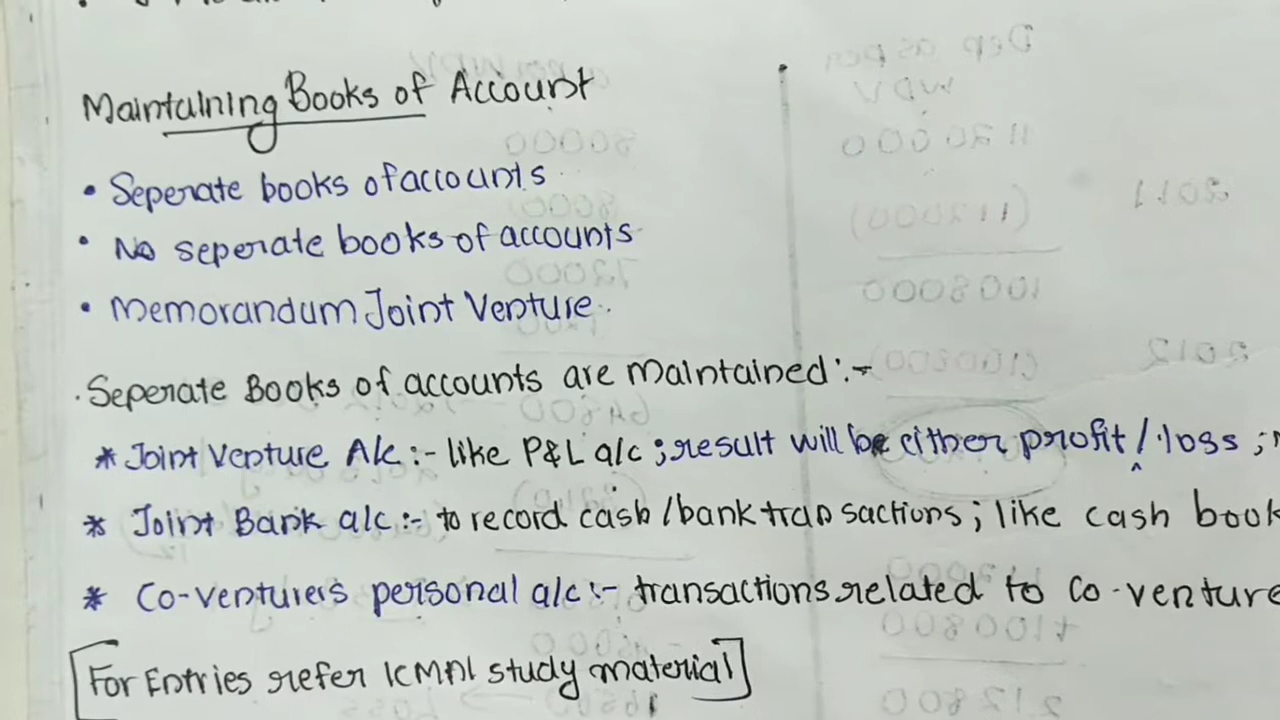 Maintaining Books of Account
• Seperate books of accounts
• No seperate books of accounts
• Memorandum Joint Venture.
. Seperate Books of accounts are maintained :-
* Joint Venture A/c :- like P&L a/c ; result will be either profit / loss ;
* Joint Bank a/c :- to record cash / bank transactions ; like cash book
* Co-venturers personal a/c :- transactions related to Co-venture
[For Entries refer ICMAI study material]